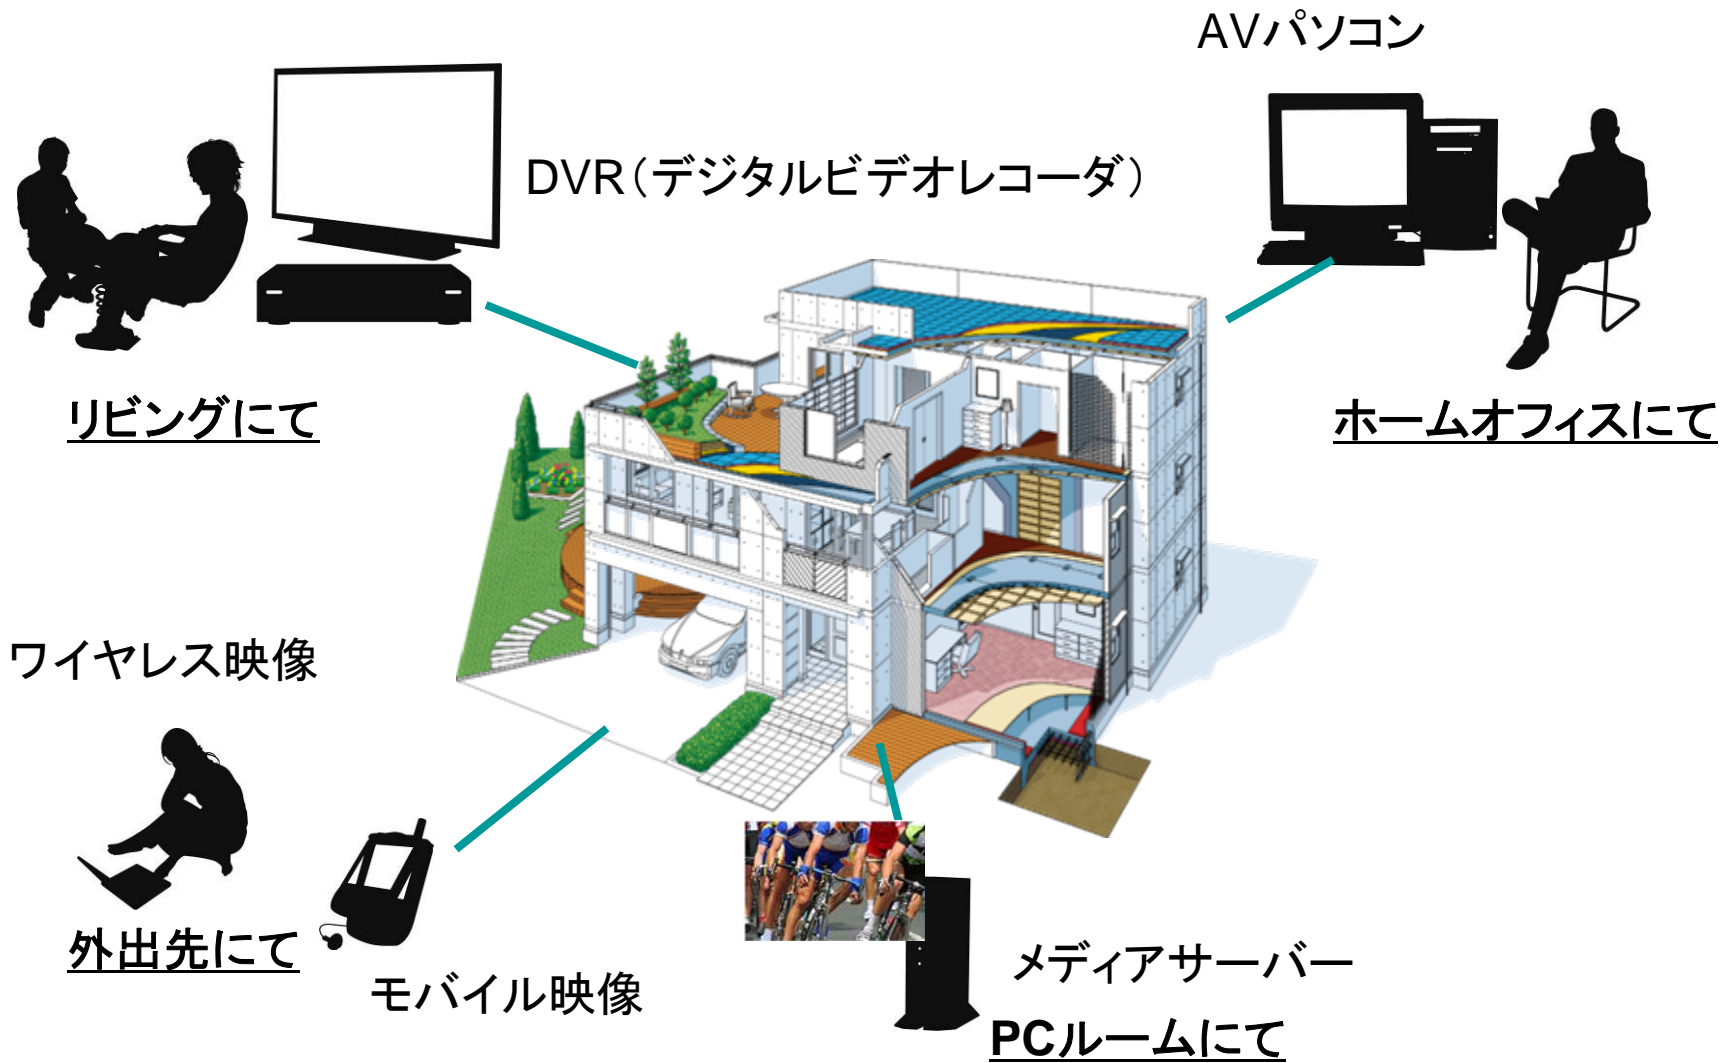 AVパソコン
DVR（デジタルビデオレコーダ）
リビングにて
ホームオフィスにて
ワイヤレス映像
外出先にて
モバイル映像
メディアサーバー
PCルームにて